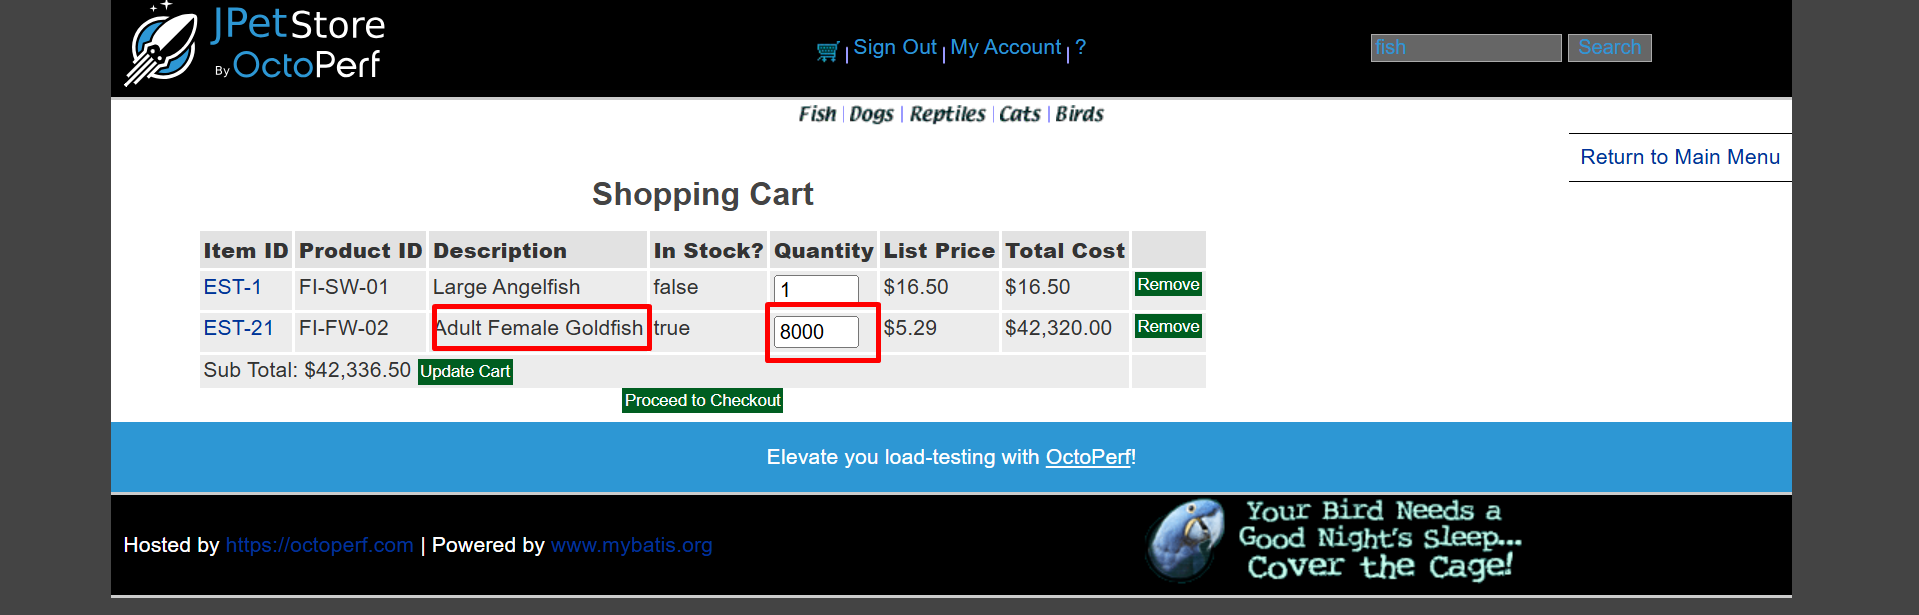 JPetStore
By OctoPerf
Sign Out | My Account | ?
fish Search
Fish | Dogs | Reptiles | Cats | Birds
Return to Main Menu
Shopping Cart
Item ID Product ID Description In Stock? Quantity List Price Total Cost
EST-1 FI-SW-01 Large Angelfish false 1 $16.50 $16.50 Remove
EST-21 FI-FW-02 Adult Female Goldfish true 8000 $5.29 $42,320.00 Remove
Sub Total: $42,336.50 Update Cart
Proceed to Checkout
Elevate you load-testing with OctoPerf!
Your Bird Needs a
Good Night's Sleep...
Cover the Cage!
Hosted by https://octoperf.com | Powered by www.mybatis.org